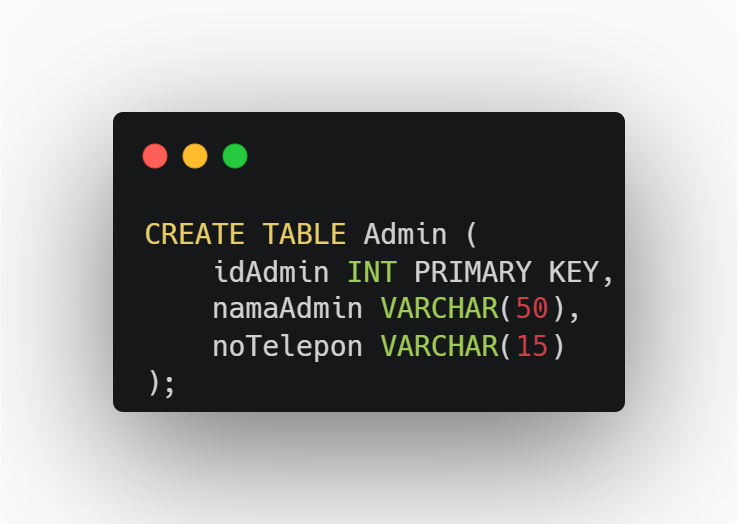 CREATE TABLE Admin (
    idAdmin INT PRIMARY KEY,
    namaAdmin VARCHAR(50),
    noTelepon VARCHAR(15)
);